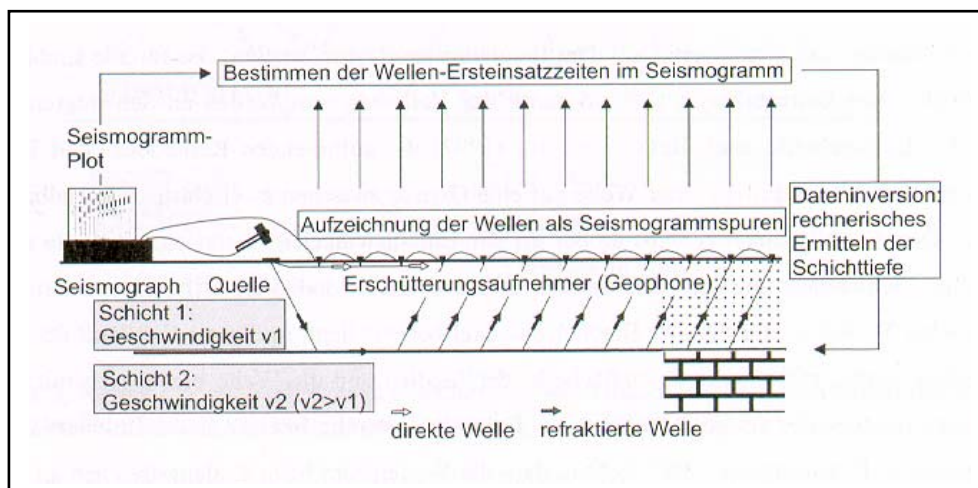 Bestimmen der Wellen-Ersteinsatzzeiten im Seismogramm
Seismogramm-
Plot
Aufzeichnung der Wellen als Seismogrammspuren
Dateninversion:
rechnerisches
Ermitteln der
Schichttiefe
Seismograph
Quelle
Erschütterungsaufnehmer (Geophone)
Schicht 1:
Geschwindigkeit v1
Schicht 2:
Geschwindigkeit v2 (v2>v1)
direkte Welle
refraktierte Welle